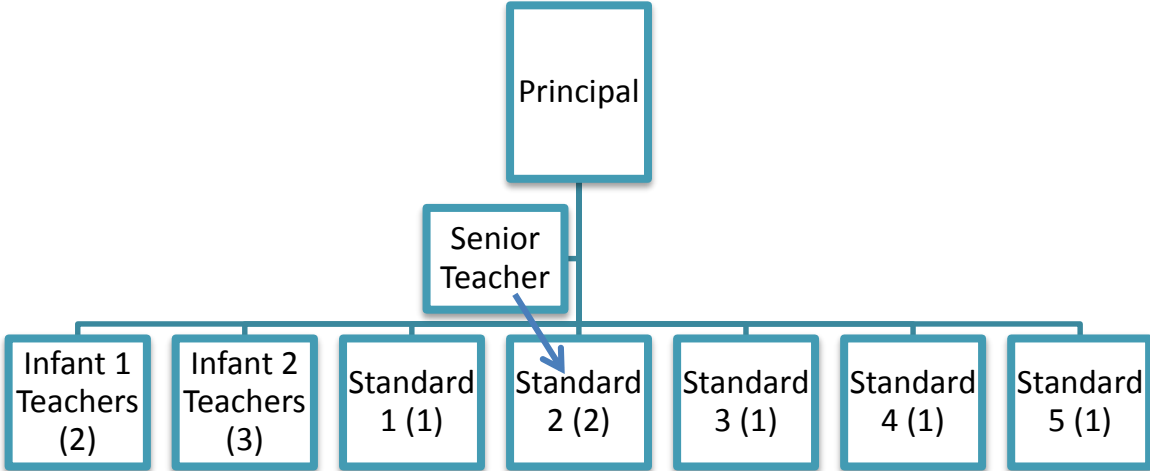 Principal
Senior
Teacher
Infant 1
Teachers
(2)
Infant 2
Teachers
(3)
Standard
1 (1)
Standard
2 (2)
Standard
3 (1)
Standard
4 (1)
Standard
5 (1)